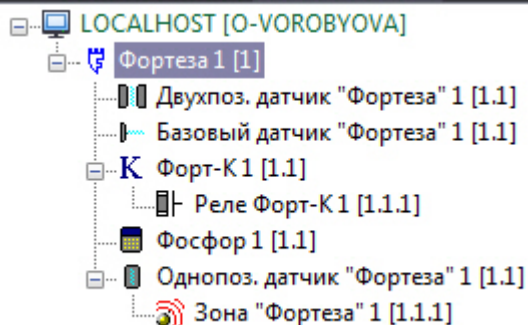 LOCALHOST [O-VOROBYOVA]
Фортеза 1 [1]
Двухпоз. датчик "Фортеза" 1 [1.1]
Базовый датчик "Фортеза" 1 [1.1]
K Форт-К 1 [1.1]
Реле Форт-К 1 [1.1.1]
Фосфор 1 [1.1]
Однопоз. датчик "Фортеза" 1 [1.1]
Зона "Фортеза" 1 [1.1.1]